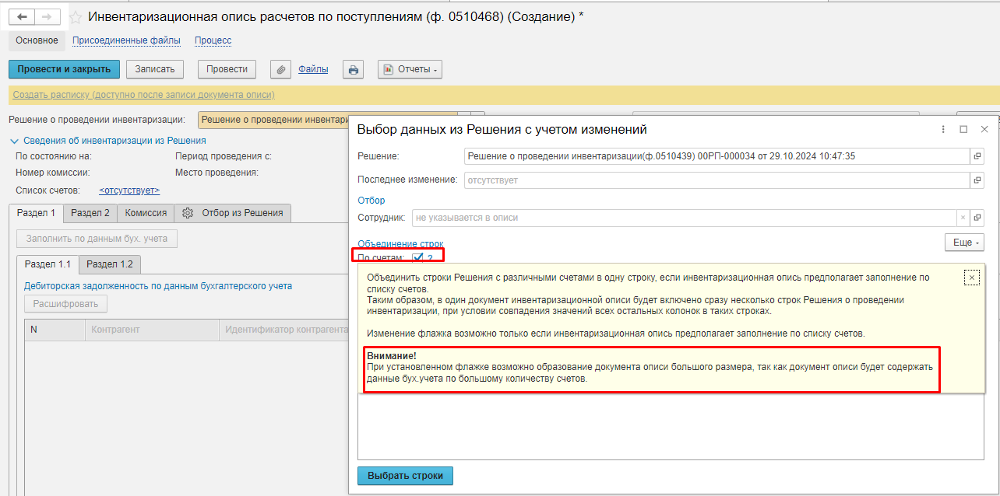 Инвентаризационная опись расчетов по поступлениям (ф. 0510468) (Создание) *
Основное Присоединенные файлы Процесс
Провести и закрыть Записать Провести Файлы Отчеты
Создать расписку (доступно после записи документа описи)
Решение о проведении инвентаризации: Решение о проведении инвентари
Сведения об инвентаризации из Решения
По состоянию на: Период проведения с:
Номер комиссии: Место проведения:
Список счетов: <отсутствует>
Раздел 1 Раздел 2 Комиссия Отбор из Решения
Заполнить по данным бух. учета
Раздел 1.1 Раздел 1.2
Дебиторская задолженность по данным бухгалтерского учета
Расшифровать
N Контрагент Идентификатор контрагента
Выбор данных из Решения с учетом изменений
Решение: Решение о проведении инвентаризации(ф.0510439) 00РП-000034 от 29.10.2024 10:47:35
Последнее изменение: отсутствует
Отбор
Сотрудник: не указывается в описи
Объединение строк
Еще
По счетам: ?
Объединить строки Решения с различными счетами в одну строку, если инвентаризационная опись предполагает заполнение по
списку счетов.
Таким образом, в один документ инвентаризационной описи будет включено сразу несколько строк Решения о проведении
инвентаризации, при условии совпадения значений всех остальных колонок в таких строках.
Изменение флажка возможно только если инвентаризационная опись предполагает заполнение по списку счетов.
Внимание!
При установленном флажке возможно образование документа описи большого размера, так как документ описи будет содержать
данные бух.учета по большому количеству счетов.
Выбрать строки